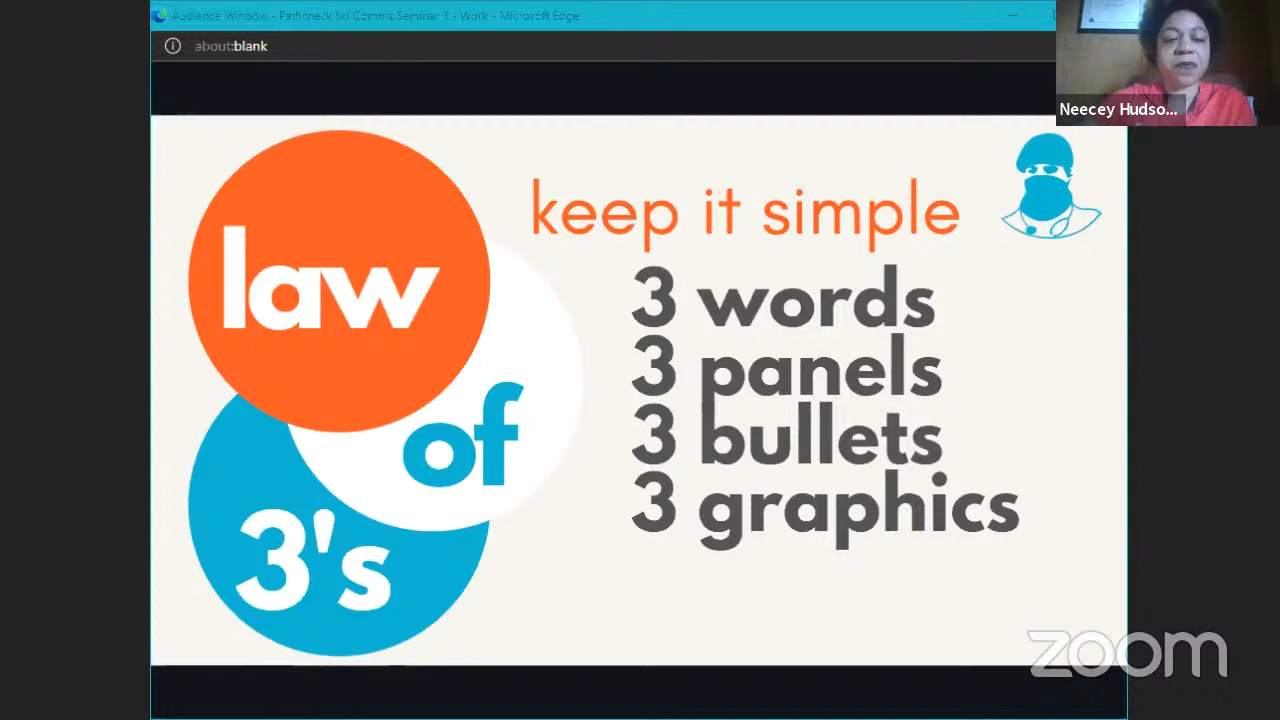 Audience Window - Pathoneck Sci Comms Seminar 1 - Work - Microsoft Edge
about:blank
Neecey Hudso...
law
of
3's
keep it simple
3 words
3 panels
3 bullets
3 graphics
zoom